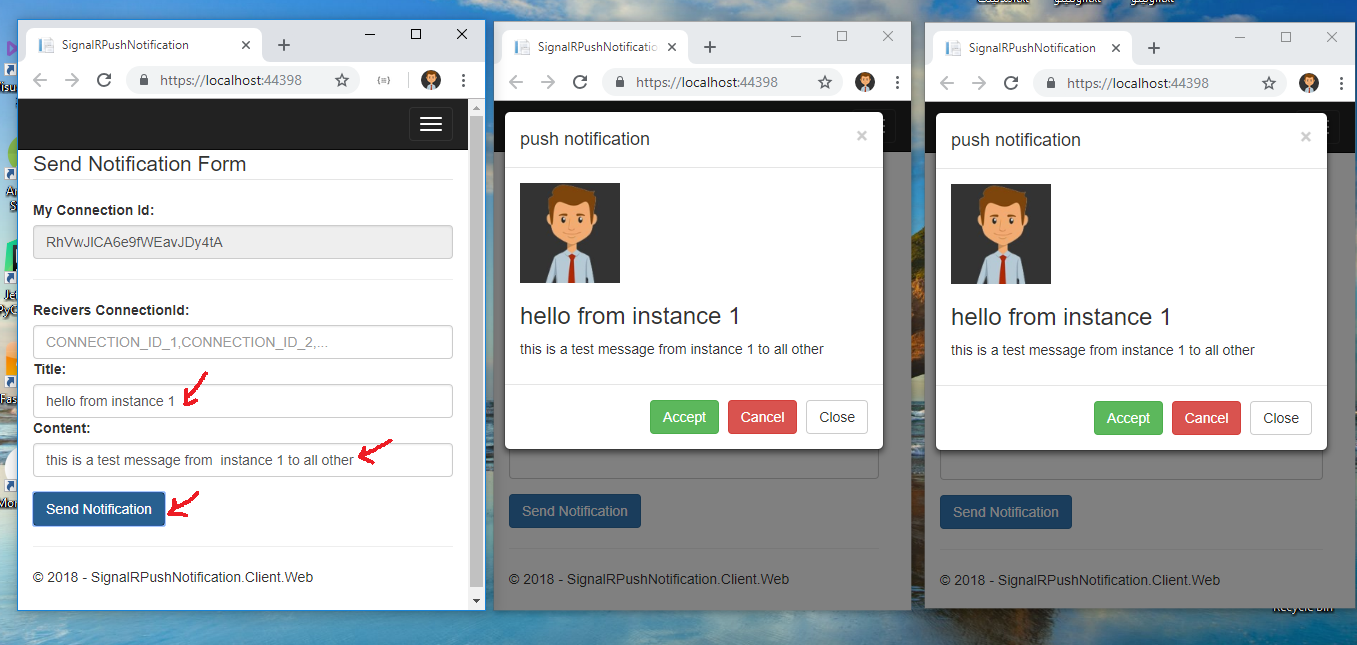 SignalRPushNotification
https://localhost:44398
Send Notification Form
My Connection Id:
RhVwJICA6e9fWEavJDy4tA
Recivers ConnectionId:
CONNECTION_ID_1,CONNECTION_ID_2,...
Title:
hello from instance 1
Content:
this is a test message from  instance 1 to all other
Send Notification
© 2018 - SignalRPushNotification.Client.Web
SignalRPushNotificatio
https://localhost:44398
push notification
hello from instance 1
this is a test message from instance 1 to all other
Accept
Cancel
Close
Send Notification
© 2018 - SignalRPushNotification.Client.Web
SignalRPushNotification
https://localhost:44398
push notification
hello from instance 1
this is a test message from instance 1 to all other
Accept
Cancel
Close
Send Notification
© 2018 - SignalRPushNotification.Client.Web
Recycle Bin